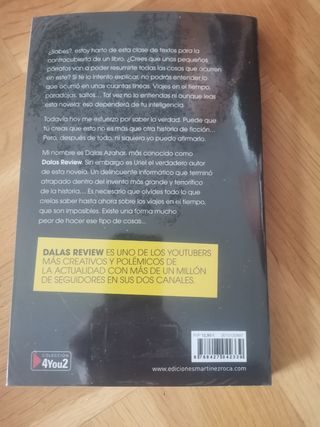 ¿Sabes?, estoy harto de esta clase de textos para la
contracubierta de un libro. ¿Crees que unos pequeños
párrafos van a poder resumirte todas las cosas que ocurren
en este? Si te lo intento explicar, no podrás entender lo
que ocurrió en unas cuantas líneas. Viajes en el tiempo,
paradojas, saltos... Tal vez no lo entiendas ni aunque leas
esta novela: eso dependerá de tu inteligencia.
Todavía hoy me esfuerzo por saber la verdad. Puede que
tú creas que esto no es más que otra historia de ficción...
Pero, después de todo, ni siquiera yo puedo afirmarlo.
Mi nombre es Dalas Azahar, más conocido como
Dalas Review. Sin embargo es Uriel el verdadero autor
de esta novela. Un delincuente informático que terminó
atrapado dentro del invento más grande y terrorífico
de la historia... Es necesario que olvides todo lo que
creías saber hasta ahora sobre los viajes en el tiempo,
que son imposibles. Existe una forma mucho
peor de hacer ese tipo de cosas...
DALAS REVIEW ES UNO DE LOS YOUTUBERS
MÁS CREATIVOS Y POLÉMICOS DE
LA ACTUALIDAD CON MÁS DE UN MILLÓN
DE SEGUIDORES EN SUS DOS CANALES.
COLECCIÓN
4You2
www.edicionesmartinezroca.com